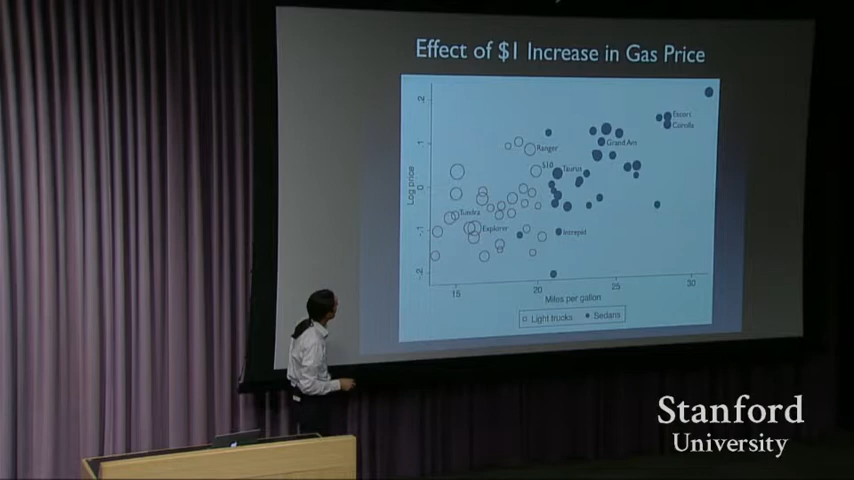 Effect of $1 Increase in Gas Price
.2
Escort
Corolla
.1
Grand Am
Ranger
S10
Taurus
Log price
0
Tundra
-.1
Explorer
Intrepid
-.2
15
20
25
30
Miles per gallon
Light trucks
Sedans
Stanford
University